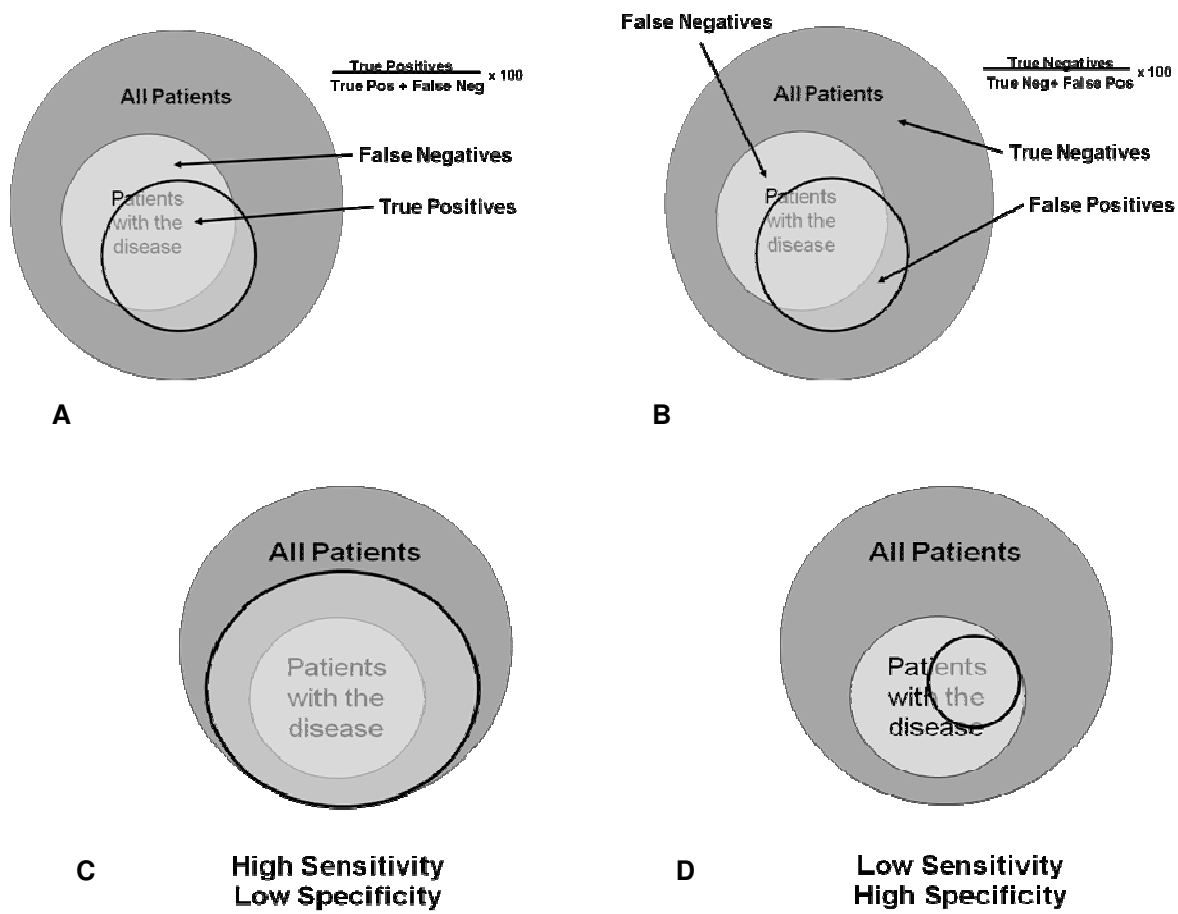 True Positives
True Pos + False Neg x 100
All Patients
False Negatives
Patients
with the
disease
True Positives
A
False Negatives
True Negatives
True Neg+ False Pos x 100
All Patients
True Negatives
Patients
with the
disease
False Positives
B
All Patients
Patients
with the
disease
C
High Sensitivity
Low Specificity
All Patients
Patients
with the
disease
D
Low Sensitivity
High Specificity